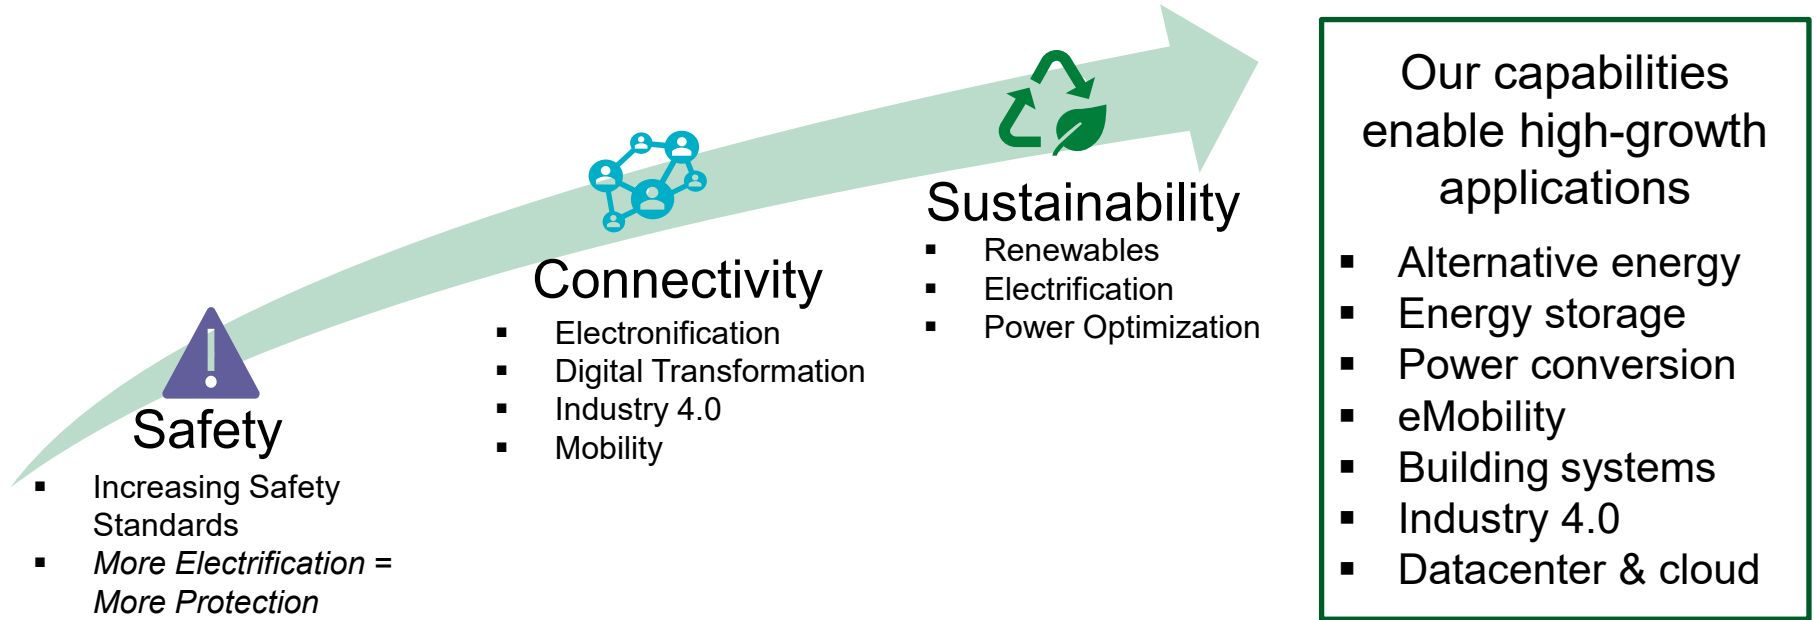 Safety
▪ Increasing Safety
Standards
▪ More Electrification =
More Protection
Connectivity
▪ Electronification
▪ Digital Transformation
▪ Industry 4.0
▪ Mobility
Sustainability
▪ Renewables
▪ Electrification
▪ Power Optimization
Our capabilities
enable high-growth
applications
▪ Alternative energy
▪ Energy storage
▪ Power conversion
▪ eMobility
▪ Building systems
▪ Industry 4.0
▪ Datacenter & cloud